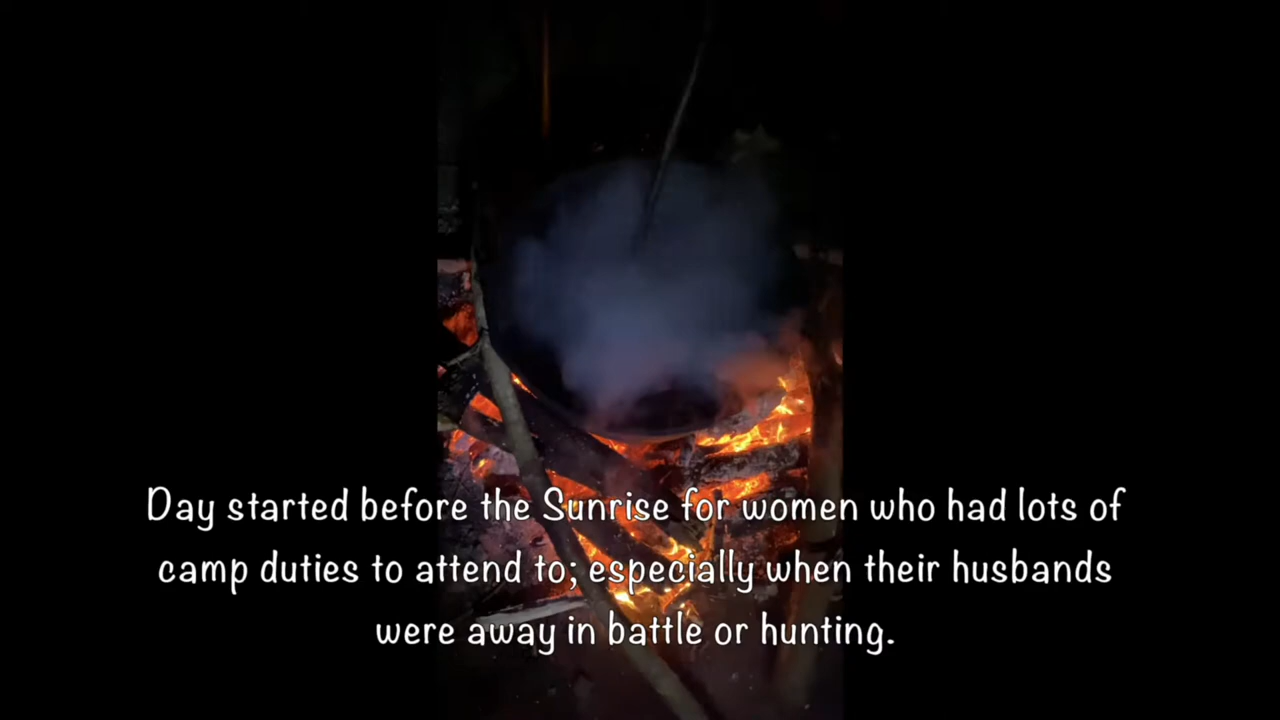 Day started before the Sunrise for women who had lots of
camp duties to attend to; especially when their husbands
were away in battle or hunting.